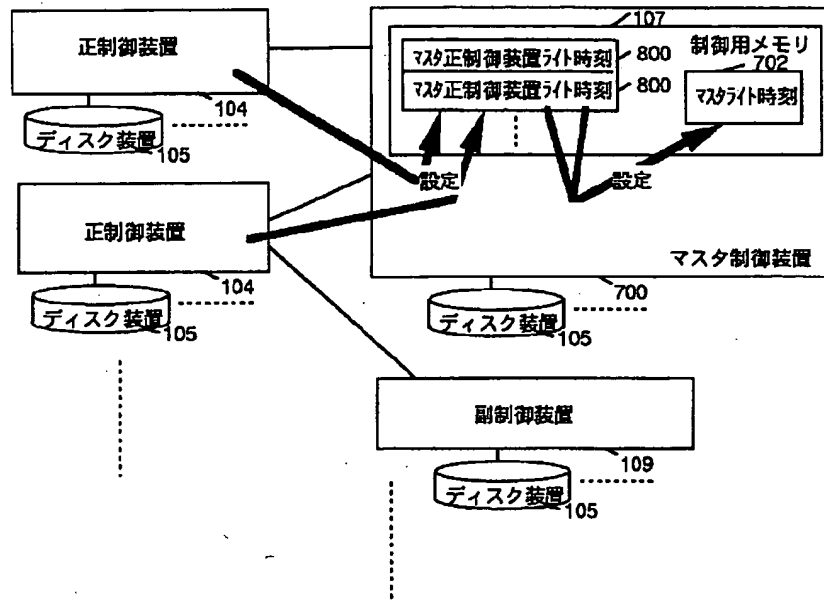 正制御装置
104
ディスク装置
105
正制御装置
104
ディスク装置
105
107
マスタ正制御装置ライト時刻
800
マスタ正制御装置ライト時刻
800
制御用メモリ
702
マスタライト時刻
設定
設定
マスタ制御装置
700
ディスク装置
105
副制御装置
109
ディスク装置
105